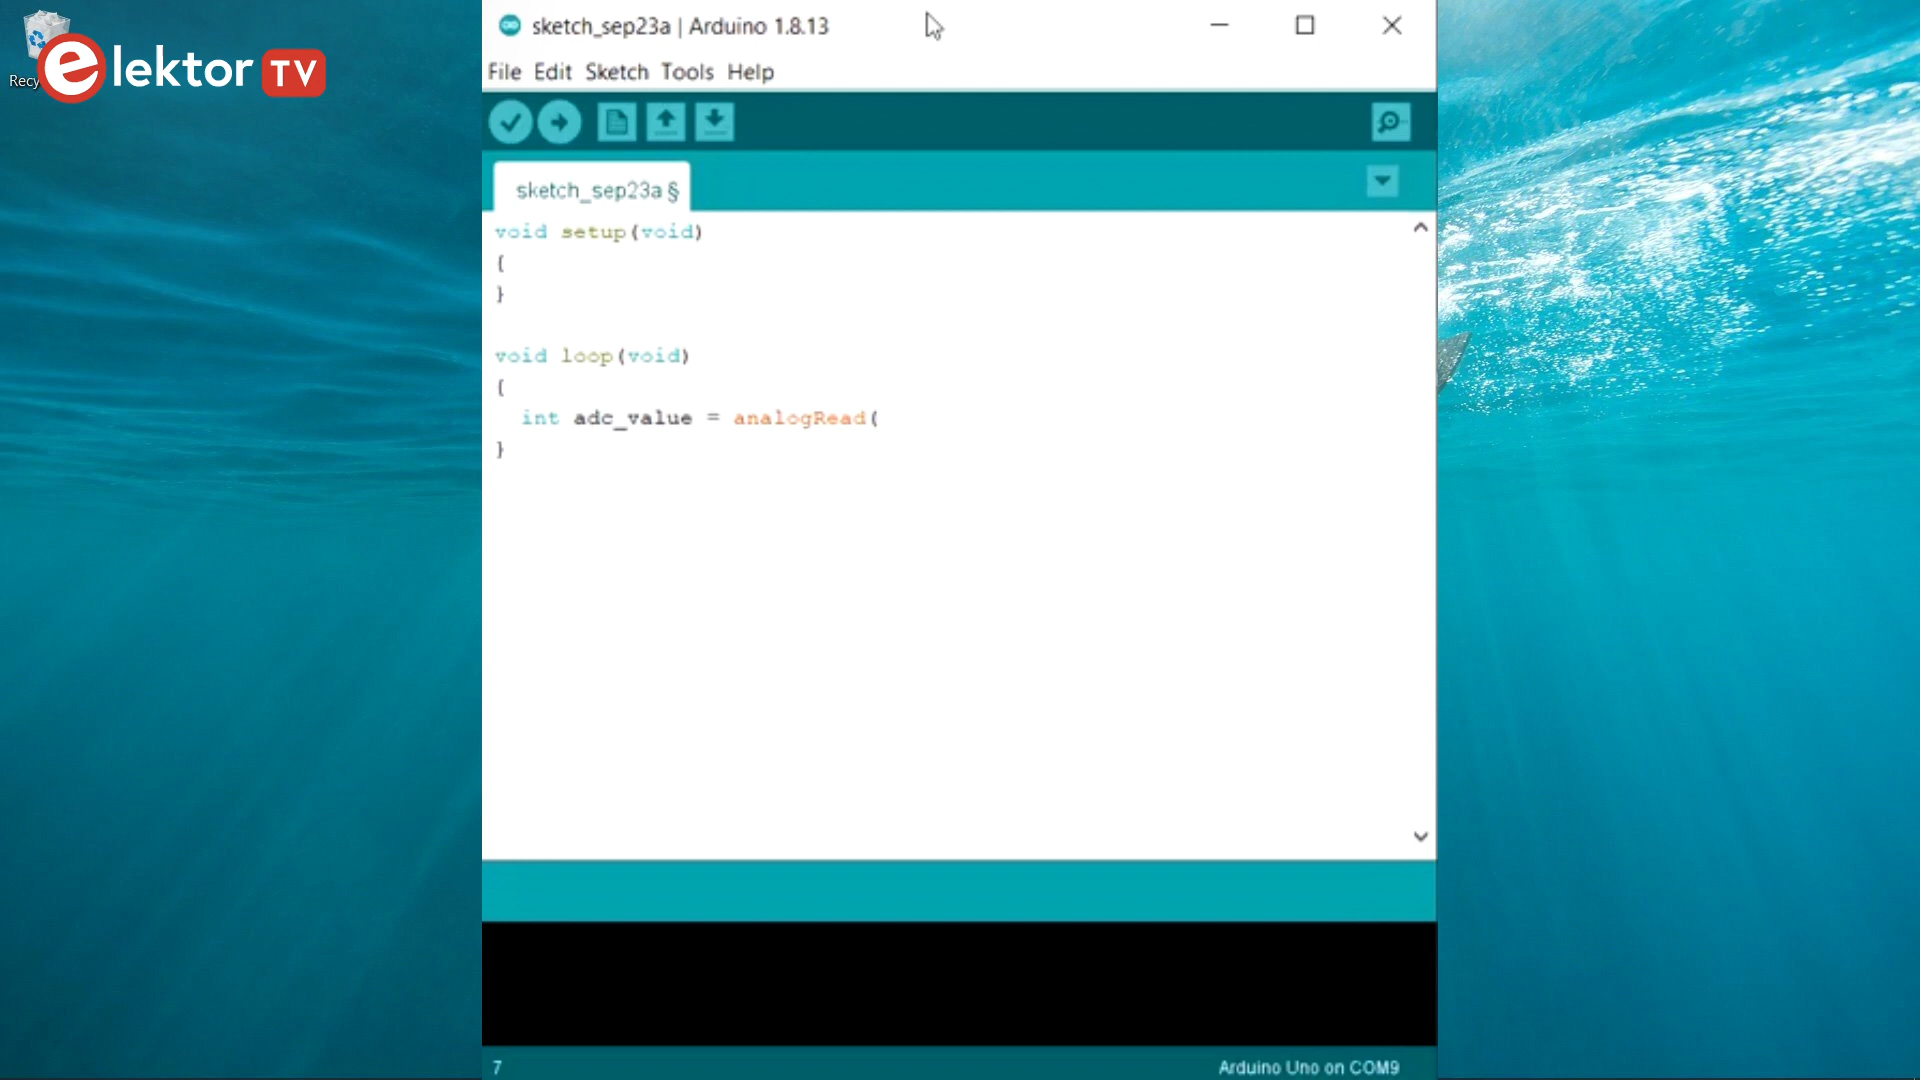 Recy
elektor TV
sketch_sep23a | Arduino 1.8.13
File Edit Sketch Tools Help
sketch_sep23a §
void setup(void)
{
}
void loop(void)
{
int adc_value = analogRead(
}
7
Arduino Uno on COM9